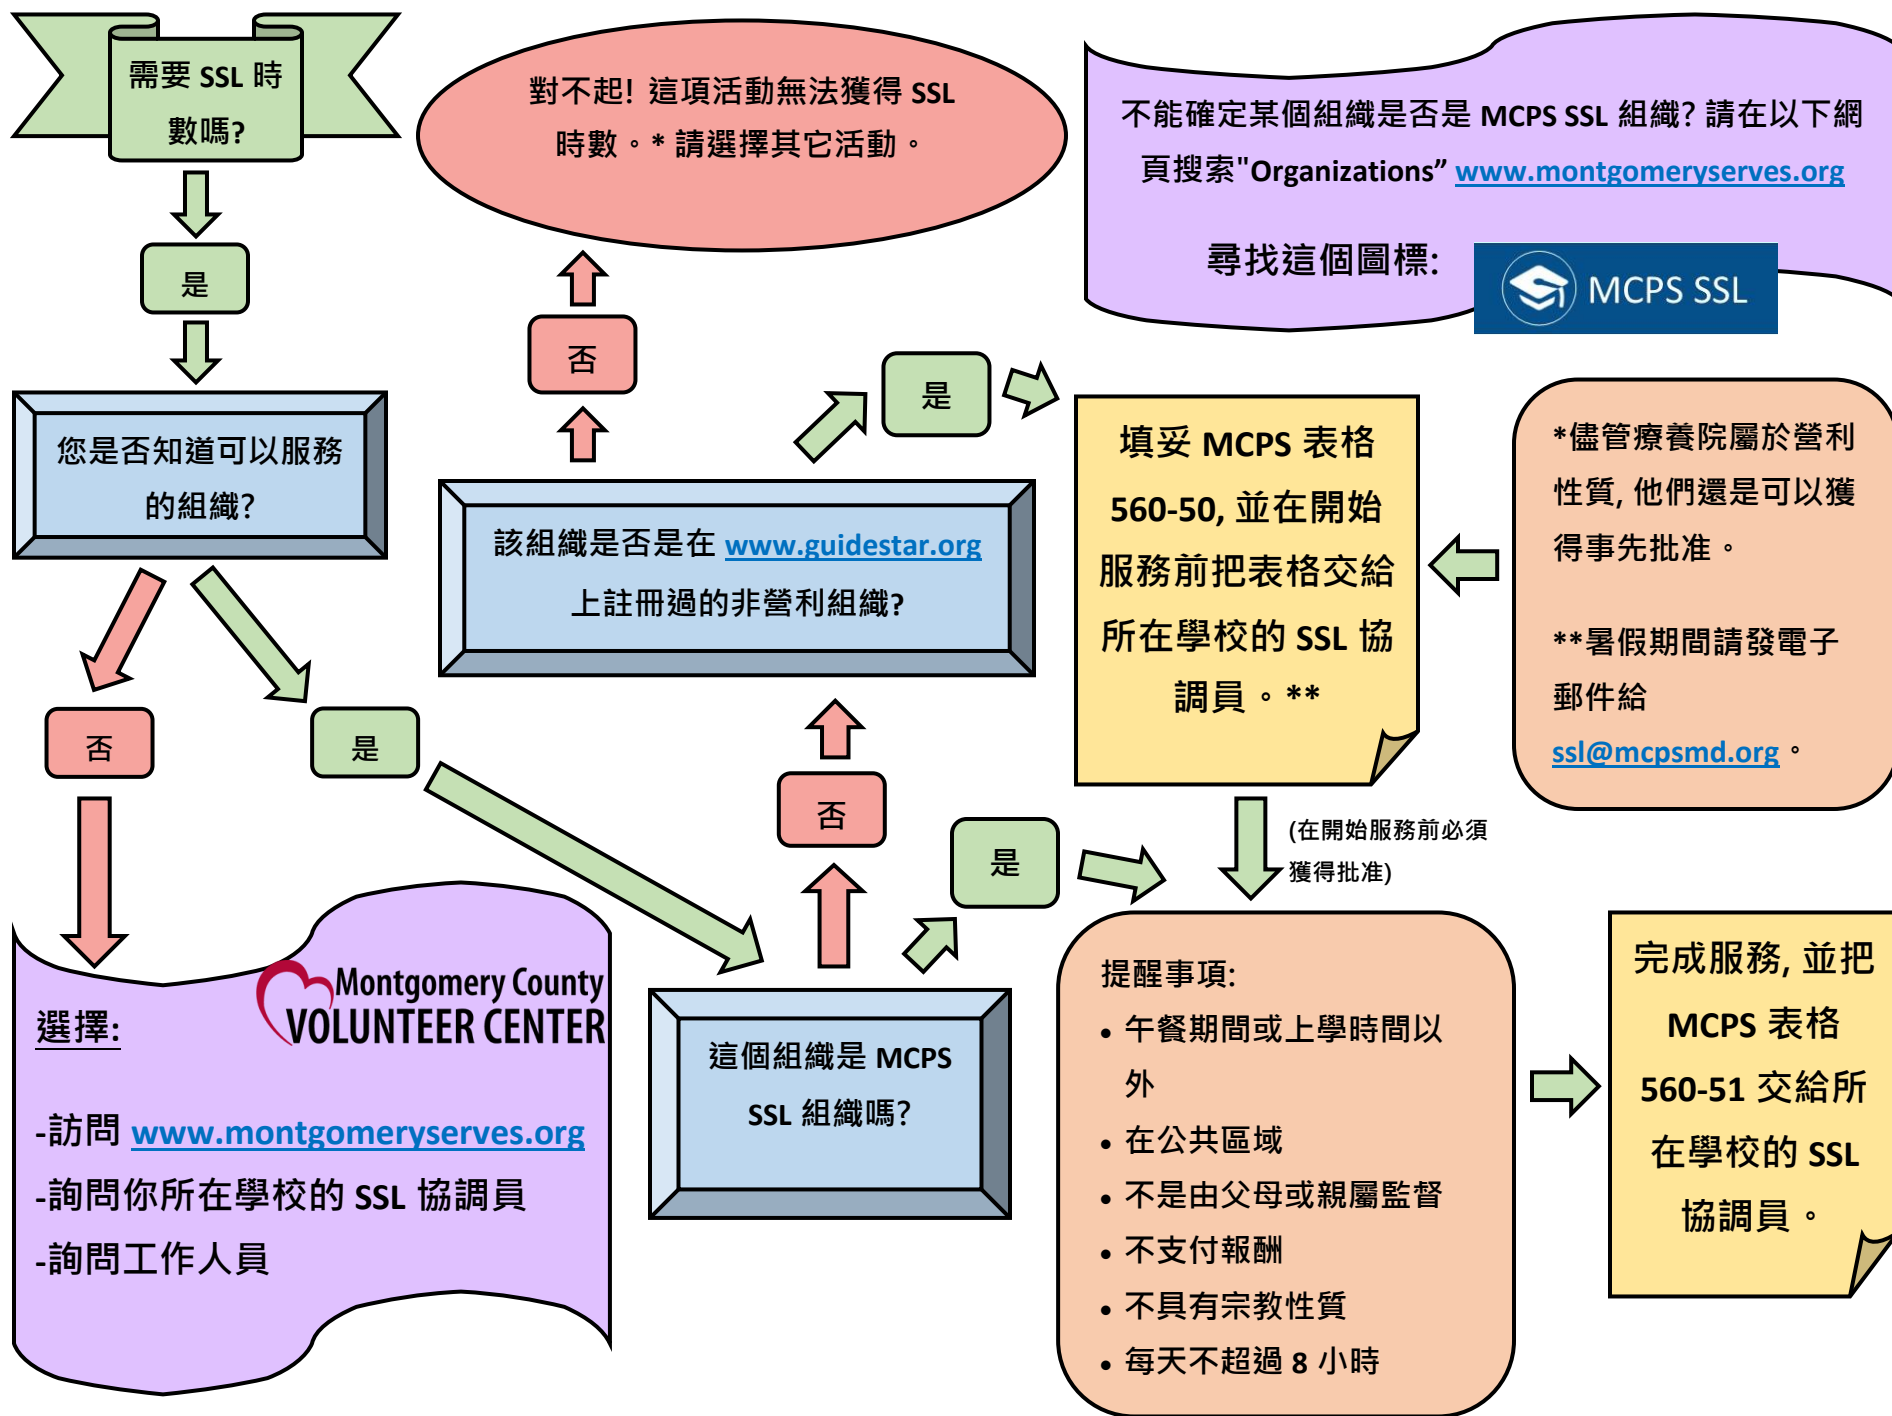 需要 SSL 時
數嗎?
是
您是否知道可以服務
的組織?
否
是
選擇:
Montgomery County
VOLUNTEER CENTER
-訪問 www.montgomeryserves.org
-詢問你所在學校的 SSL 協調員
-詢問工作人員
對不起! 這項活動無法獲得 SSL
時數。* 請選擇其它活動。
否
是
該組織是否是在 www.guidestar.org
上註冊過的非營利組織?
否
是
這個組織是 MCPS
SSL 組織嗎?
不能確定某個組織是否是 MCPS SSL 組織? 請在以下網
頁搜索"Organizations” www.montgomeryserves.org
尋找這個圖標:
MCPS SSL
填妥 MCPS 表格
560-50, 並在開始
服務前把表格交給
所在學校的 SSL 協
調員。**
*儘管療養院屬於營利
性質, 他們還是可以獲
得事先批准。
**暑假期間請發電子
郵件給
ssl@mcpsmd.org。
(在開始服務前必須
獲得批准)
提醒事項:
• 午餐期間或上學時間以
外
• 在公共區域
• 不是由父母或親屬監督
• 不支付報酬
• 不具有宗教性質
• 每天不超過 8 小時
完成服務, 並把
MCPS 表格
560-51 交給所
在學校的 SSL
協調員。